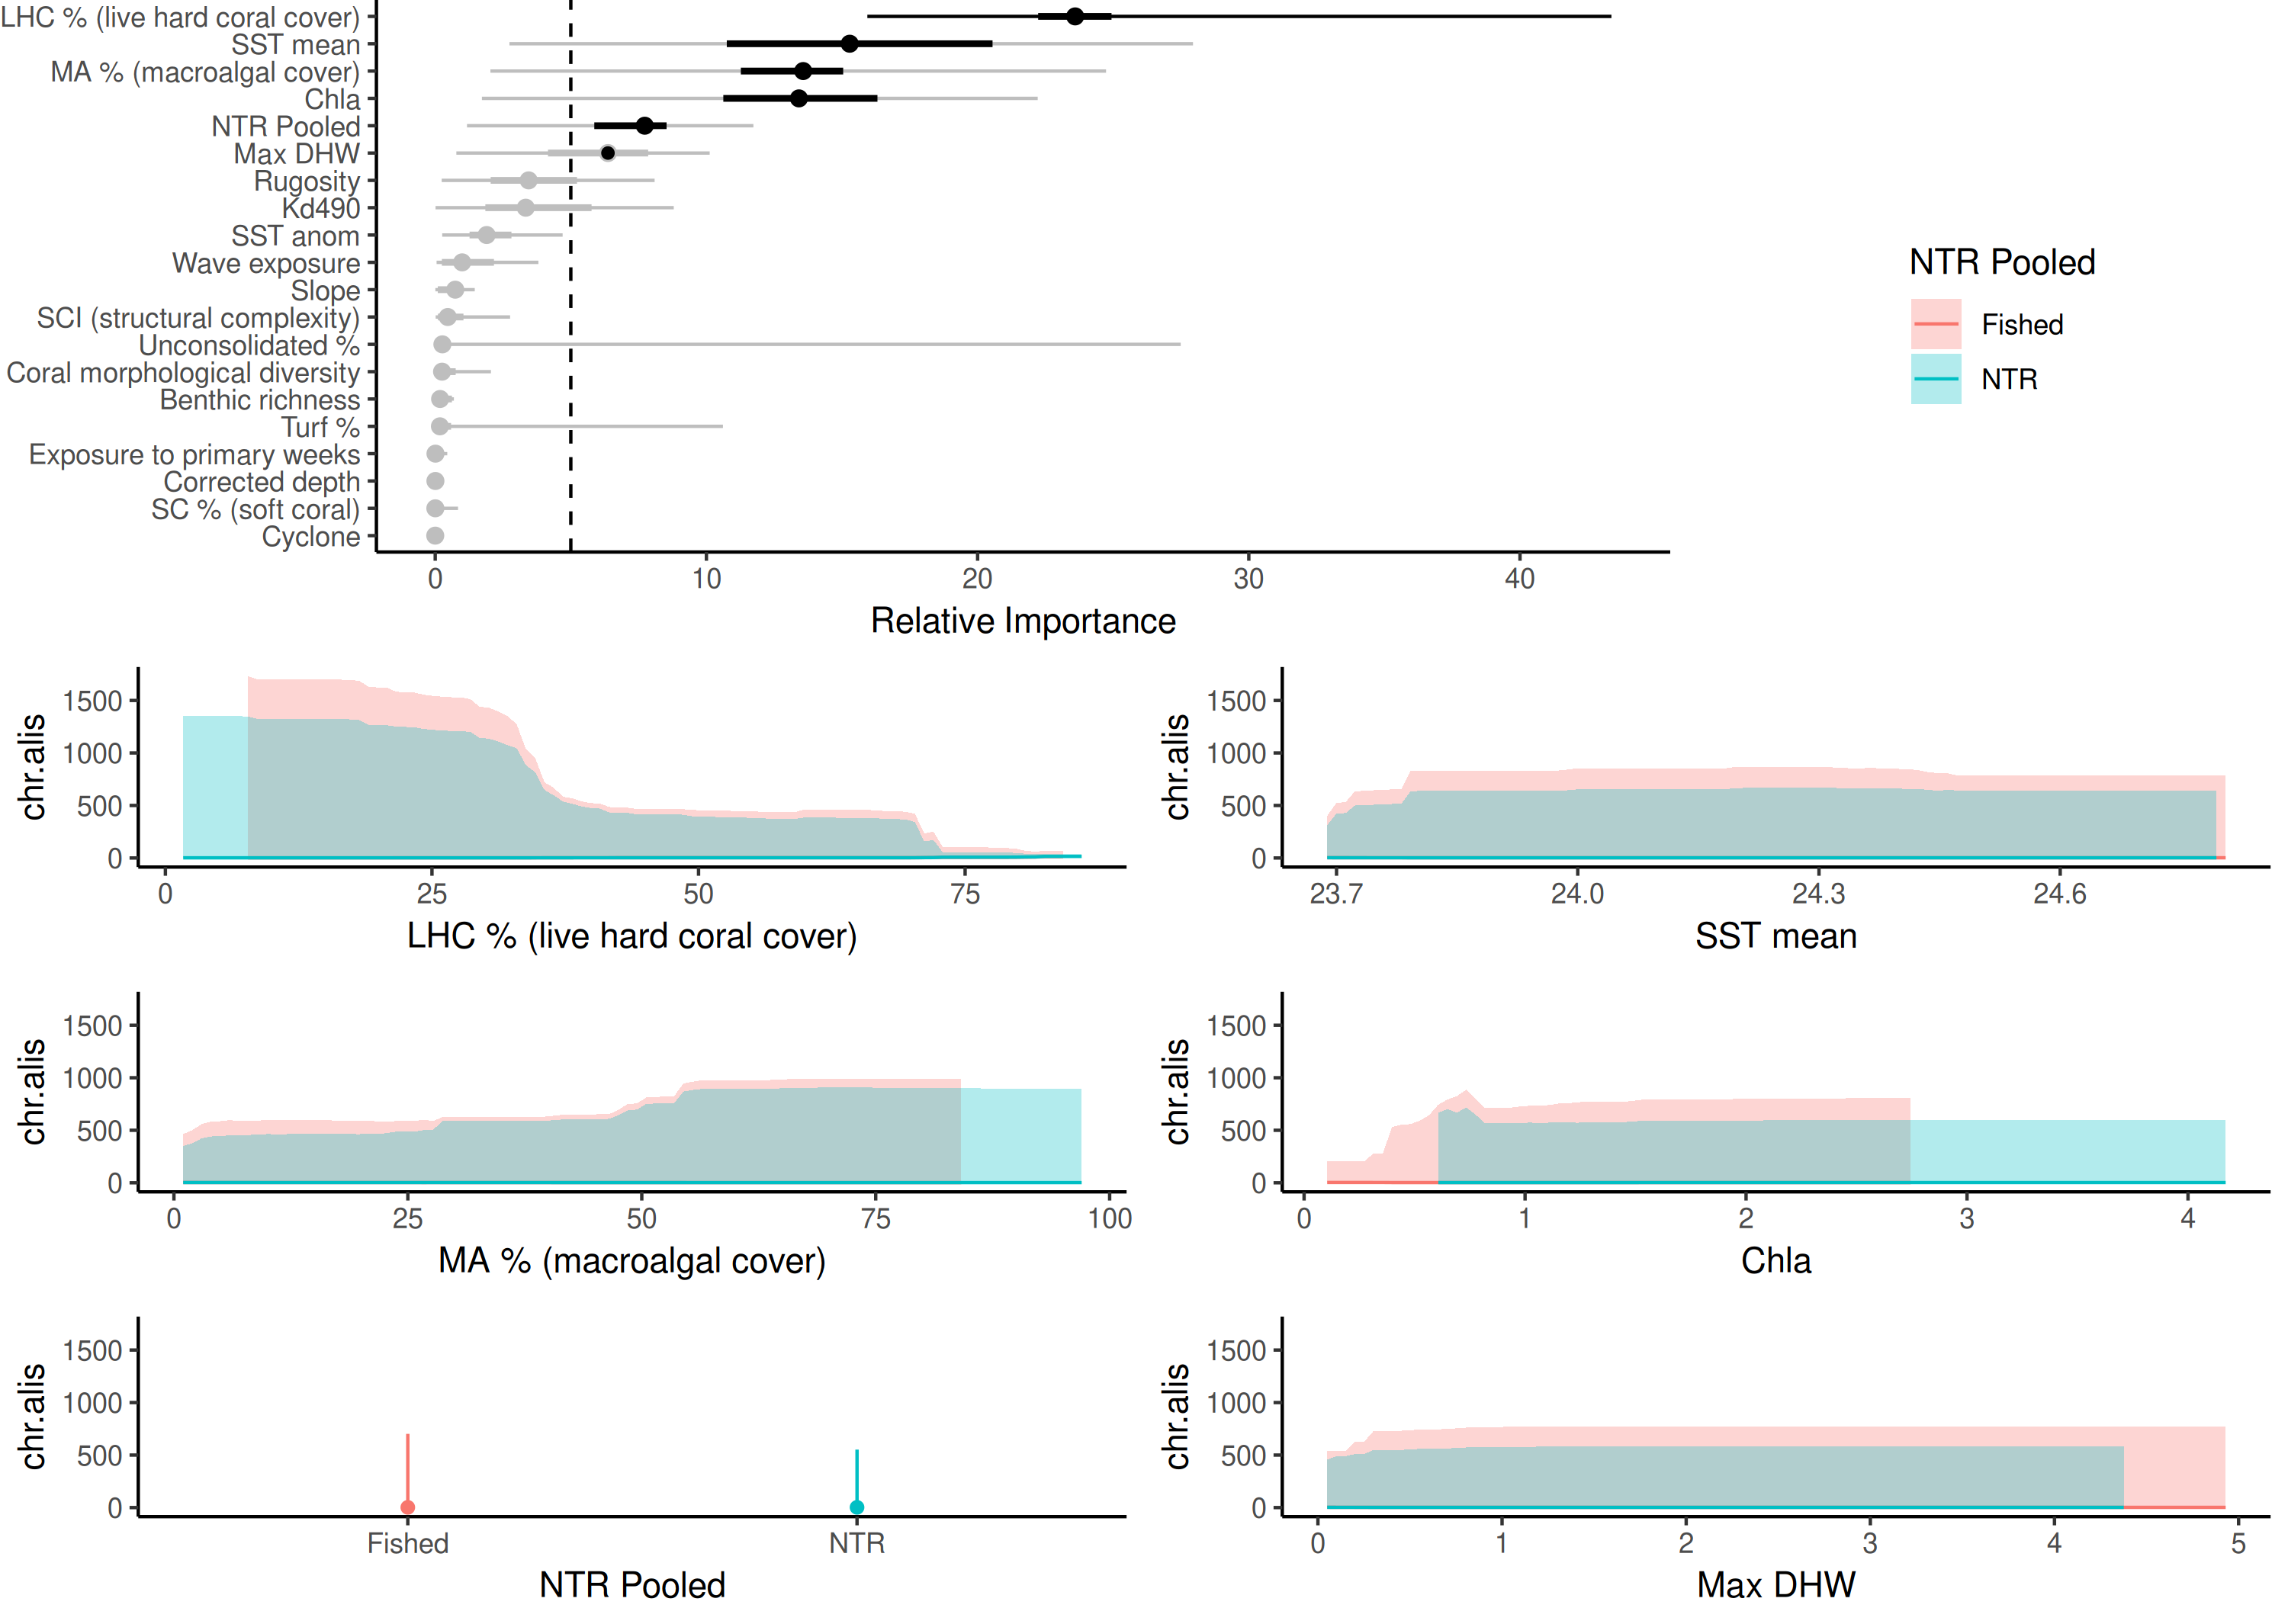 LHC % (live hard coral cover)
SST mean
MA % (macroalgal cover)
Chla
NTR Pooled
Max DHW
Rugosity
Kd490
SST anom
Wave exposure
Slope
SCI (structural complexity)
Unconsolidated %
Coral morphological diversity
Benthic richness
Turf %
Exposure to primary weeks
Corrected depth
SC % (soft coral)
Cyclone
0 10 20 30 40
Relative Importance
NTR Pooled
Fished
NTR
chr.alis
1500
1000
500
0
0 25 50 75
LHC % (live hard coral cover)
chr.alis
1500
1000
500
0
23.7 24.0 24.3 24.6
SST mean
chr.alis
1500
1000
500
0
0 25 50 75 100
MA % (macroalgal cover)
chr.alis
1500
1000
500
0
0 1 2 3 4
Chla
chr.alis
1500
1000
500
0
Fished NTR
NTR Pooled
chr.alis
1500
1000
500
0
0 1 2 3 4 5
Max DHW